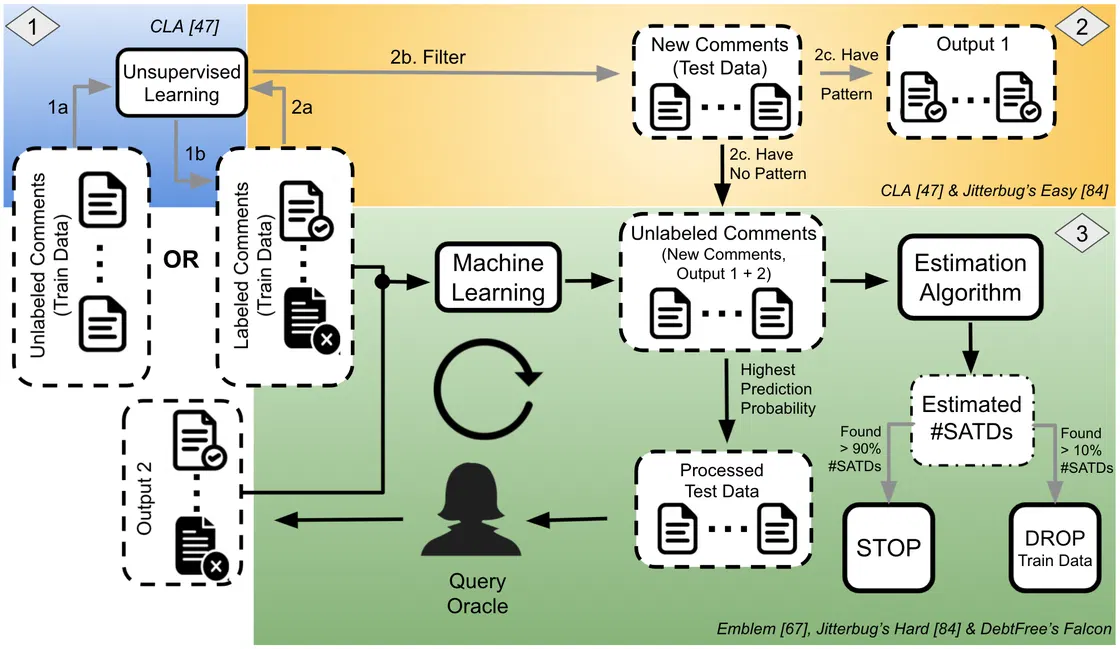 1
CLA [47]
2
Unsupervised
Learning
1a
1b
2a
2b. Filter
New Comments
(Test Data)
2c. Have
Pattern
Output 1
2c. Have
No Pattern
CLA [47] & Jitterbug's Easy [84]
Unlabeled Comments
(Train Data)
OR
Labeled Comments
(Train Data)
3
Machine
Learning
Unlabeled Comments
(New Comments,
Output 1 + 2)
Estimation
Algorithm
Highest
Prediction
Probability
Estimated
#SATDs
Found
> 90%
#SATDs
Found
> 10%
#SATDs
Output 2
Query
Oracle
Processed
Test Data
STOP
DROP
Train Data
Emblem [67], Jitterbug's Hard [84] & DebtFree's Falcon